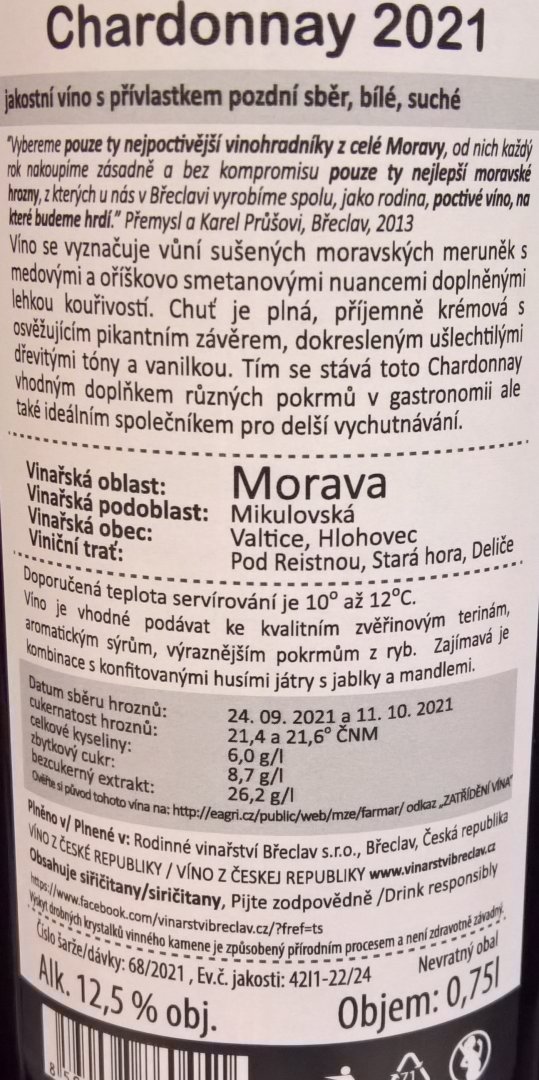 Chardonnay 2021
jakostní víno s přívlastkem pozdní sběr, bílé, suché
"Vybereme pouze ty nejpoctivější vinohradníky z celé Moravy, od nich každý
rok nakoupíme zásadně a bez kompromisu pouze ty nejlepší moravské
hrozny, z kterých u nás v Břeclavi vyrobíme spolu, jako rodina, poctivé víno, na
které budeme hrdí." Přemysl a Karel Průšovi, Břeclav, 2013
Víno se vyznačuje vůní sušených moravských meruněk s
medovými a oříškovo smetanovými nuancemi doplněnými
lehkou kouřivostí. Chuť je plná, příjemně krémová s
osvěžujícím pikantním závěrem, dokresleným ušlechtilými
dřevitými tóny a vanilkou. Tím se stává toto Chardonnay
vhodným doplňkem různých pokrmů v gastronomii ale
také ideálním společníkem pro delší vychutnávání.
Vinařská oblast: Morava
Vinařská podoblast: Mikulovská
Vinařská obec: Valtice, Hlohovec
Viniční trať: Pod Reistnou, Stará hora, Deliče
Doporučená teplota servírování je 10° až 12°C.
Víno je vhodné podávat ke kvalitním zvěřinovým terinám,
aromatickým sýrům, výraznějším pokrmům z ryb. Zajímavá je
kombinace s konfitovanými husími játry s jablky a mandlemi.
Datum sběru hroznů: 24. 09. 2021 a 11. 10. 2021
cukernatost hroznů: 21,4 a 21,6° ČNM
celkové kyseliny: 6,0 g/l
zbytkový cukr: 8,7 g/l
bezcukerný extrakt: 26,2 g/l
Ověřte si původ tohoto vína na: http://eagri.cz/public/web/mze/farmar/ odkaz „ZATŘÍDĚNÍ VÍNA"
Plněno v/ Plnené v: Rodinné vinařství Břeclav s.r.o., Břeclav, Česká republika
VÍNO Z ČESKÉ REPUBLIKY / VÍNO Z ČESKEJ REPUBLIKY www.vinarstvibreclav.cz
Obsahuje siřičitany/siričitany, Pijte zodpovědně /Drink responsibly
https://www.facebook.com/vinarstvibreclav.cz/?fref=ts
Výskyt drobných krystalků vinného kamene je způsobený přírodním procesem a není zdravotně závadný.
Číslo šarže/dávky: 68/2021 , Ev.č. jakosti: 42I1-22/24 Nevratný obal
Alk. 12,5 % obj. Objem: 0,75l